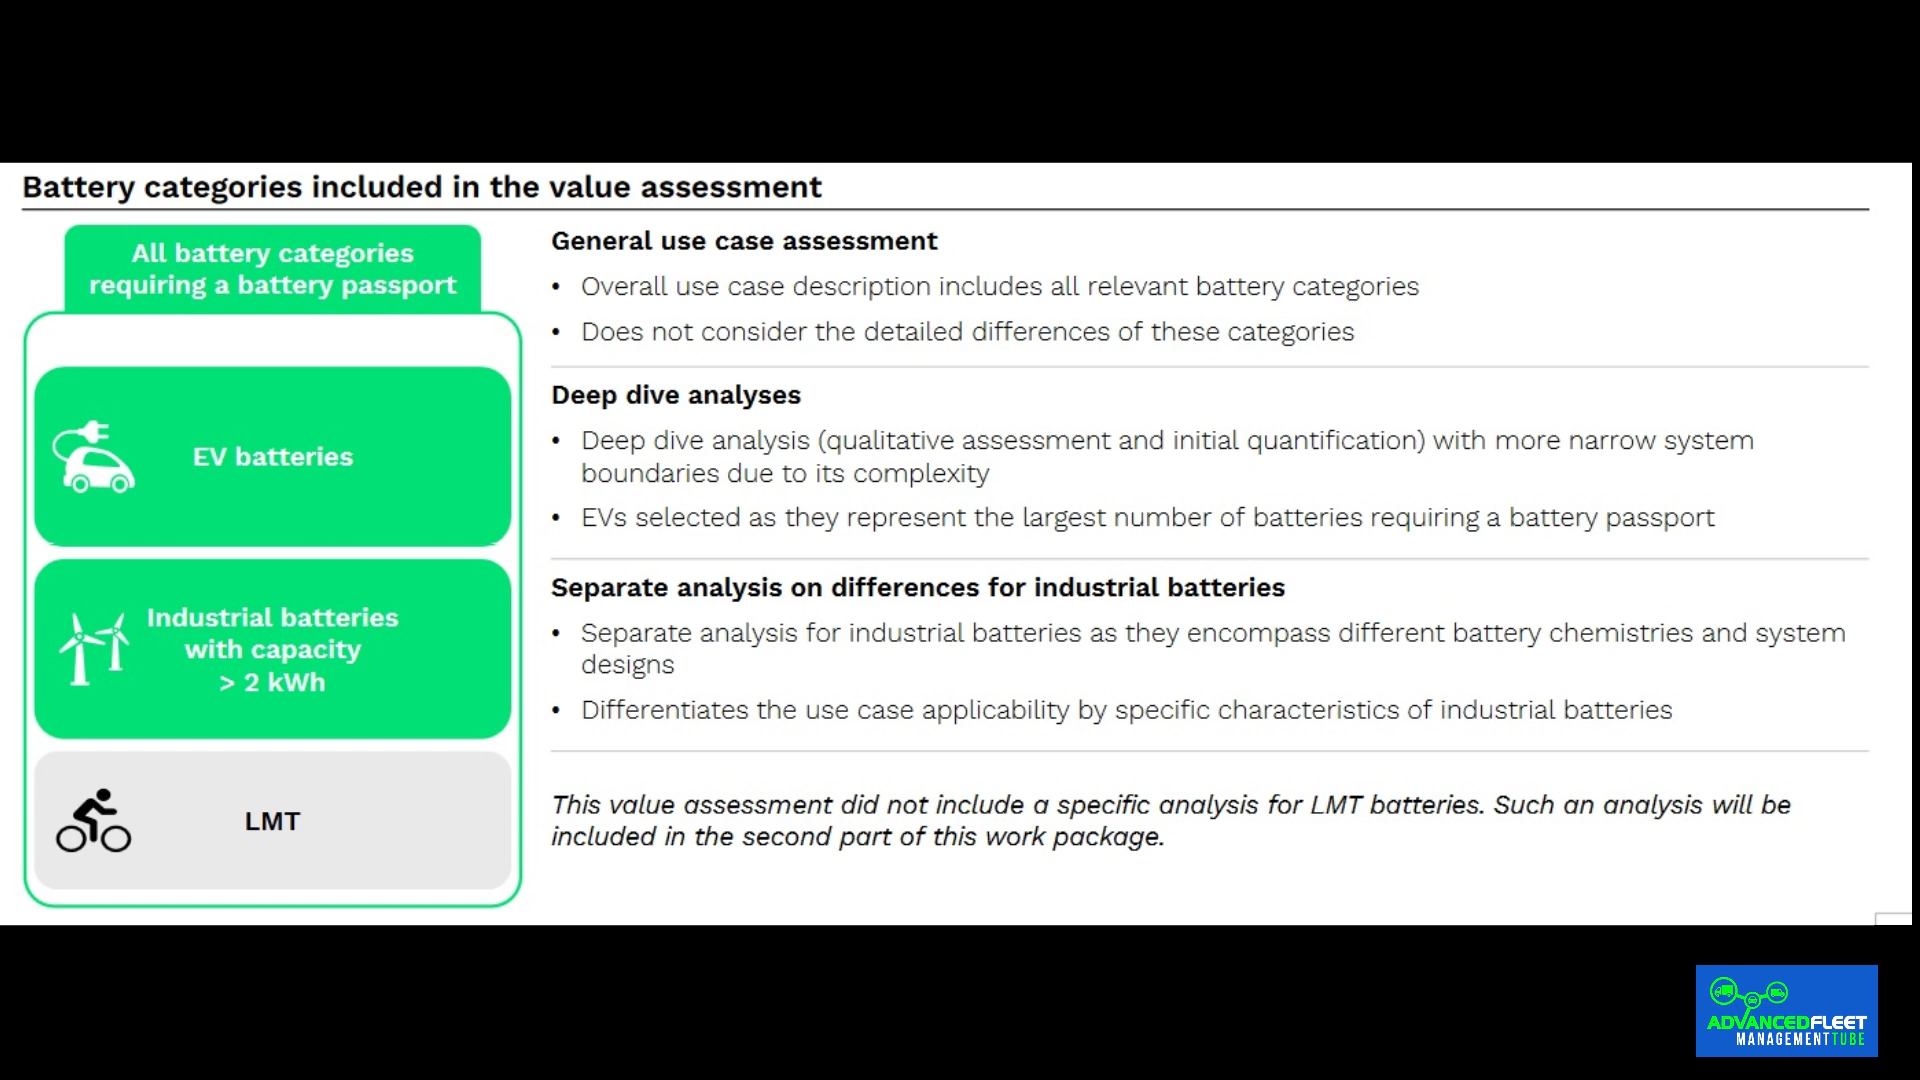 Battery categories included in the value assessment
All battery categories
requiring a battery passport
EV batteries
Industrial batteries
with capacity
> 2 kWh
LMT
General use case assessment
• Overall use case description includes all relevant battery categories
• Does not consider the detailed differences of these categories
Deep dive analyses
• Deep dive analysis (qualitative assessment and initial quantification) with more narrow system
boundaries due to its complexity
• EVs selected as they represent the largest number of batteries requiring a battery passport
Separate analysis on differences for industrial batteries
• Separate analysis for industrial batteries as they encompass different battery chemistries and system
designs
• Differentiates the use case applicability by specific characteristics of industrial batteries
This value assessment did not include a specific analysis for LMT batteries. Such an analysis will be
included in the second part of this work package.
ADVANCEDFLEET
MANAGEMENTTUBE